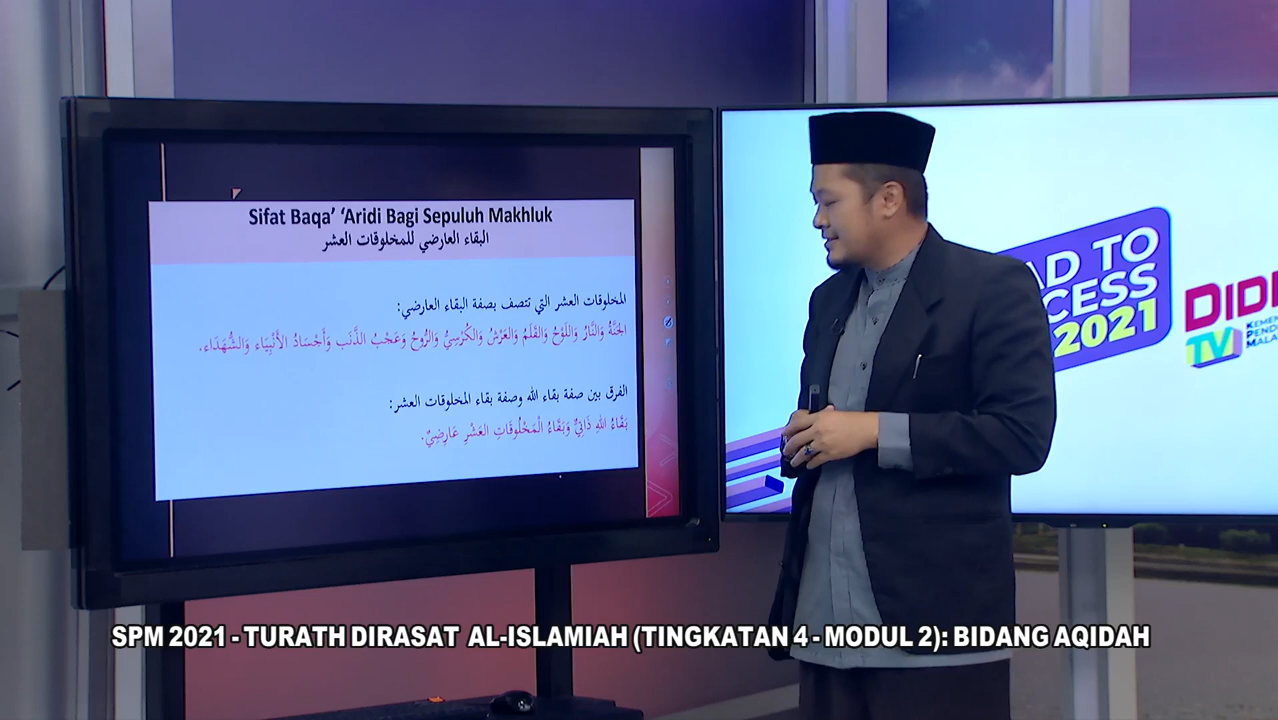 Sifat Baqa’ ‘Aridi Bagi Sepuluh Makhluk
البقاء العارضي للمخلوقات العشر
المخلوقات العشر التي تتصف بصفة البقاء العارضي:
الجَنَّةُ وَالنَّارُ وَاللَّوْحُ وَالقَلَمُ وَالعَرْشُ وَالكُرْسِيُّ وَالرُّوحُ وَعَجْبُ الذَّنَب وَأَجْسَادُ الأَنْبِيَاء وَالشُّهَدَاء.
الفرق بين صفة بقاء الله وصفة بقاء المخلوقات العشر:
بَقَاءُ اللهِ ذَاتِيٌّ وَبَقَاءُ الْمَخْلُوقَاتِ العَشْرِ عَارِضِيٌّ.
AD TO
CESS
2021
DID
TV
SPM 2021 - TURATH DIRASAT AL-ISLAMIAH (TINGKATAN 4 - MODUL 2): BIDANG AQIDAH